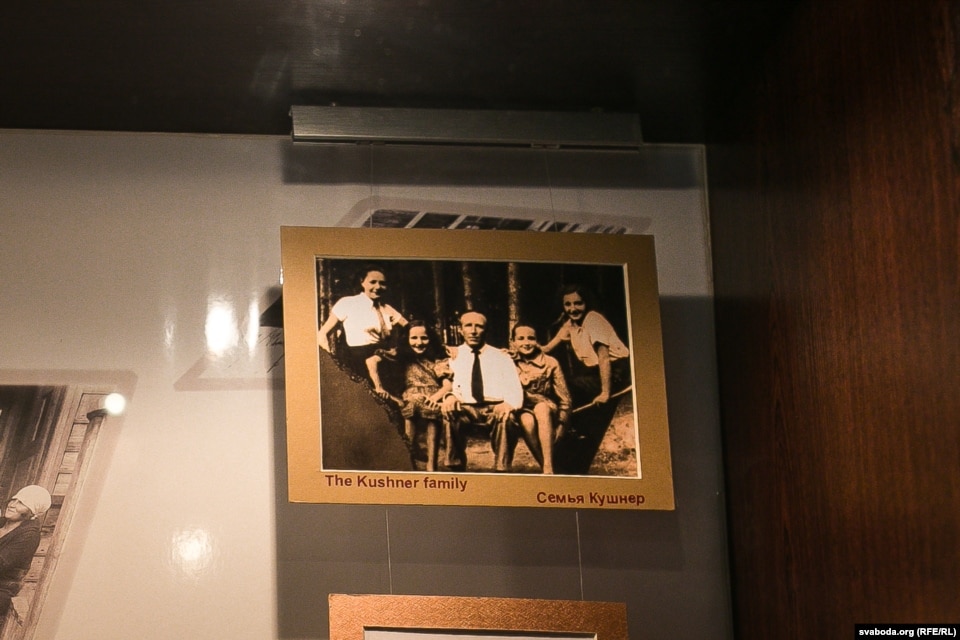 The Kushner family
Семья Кушнер
svaboda.org (RFE/RL)